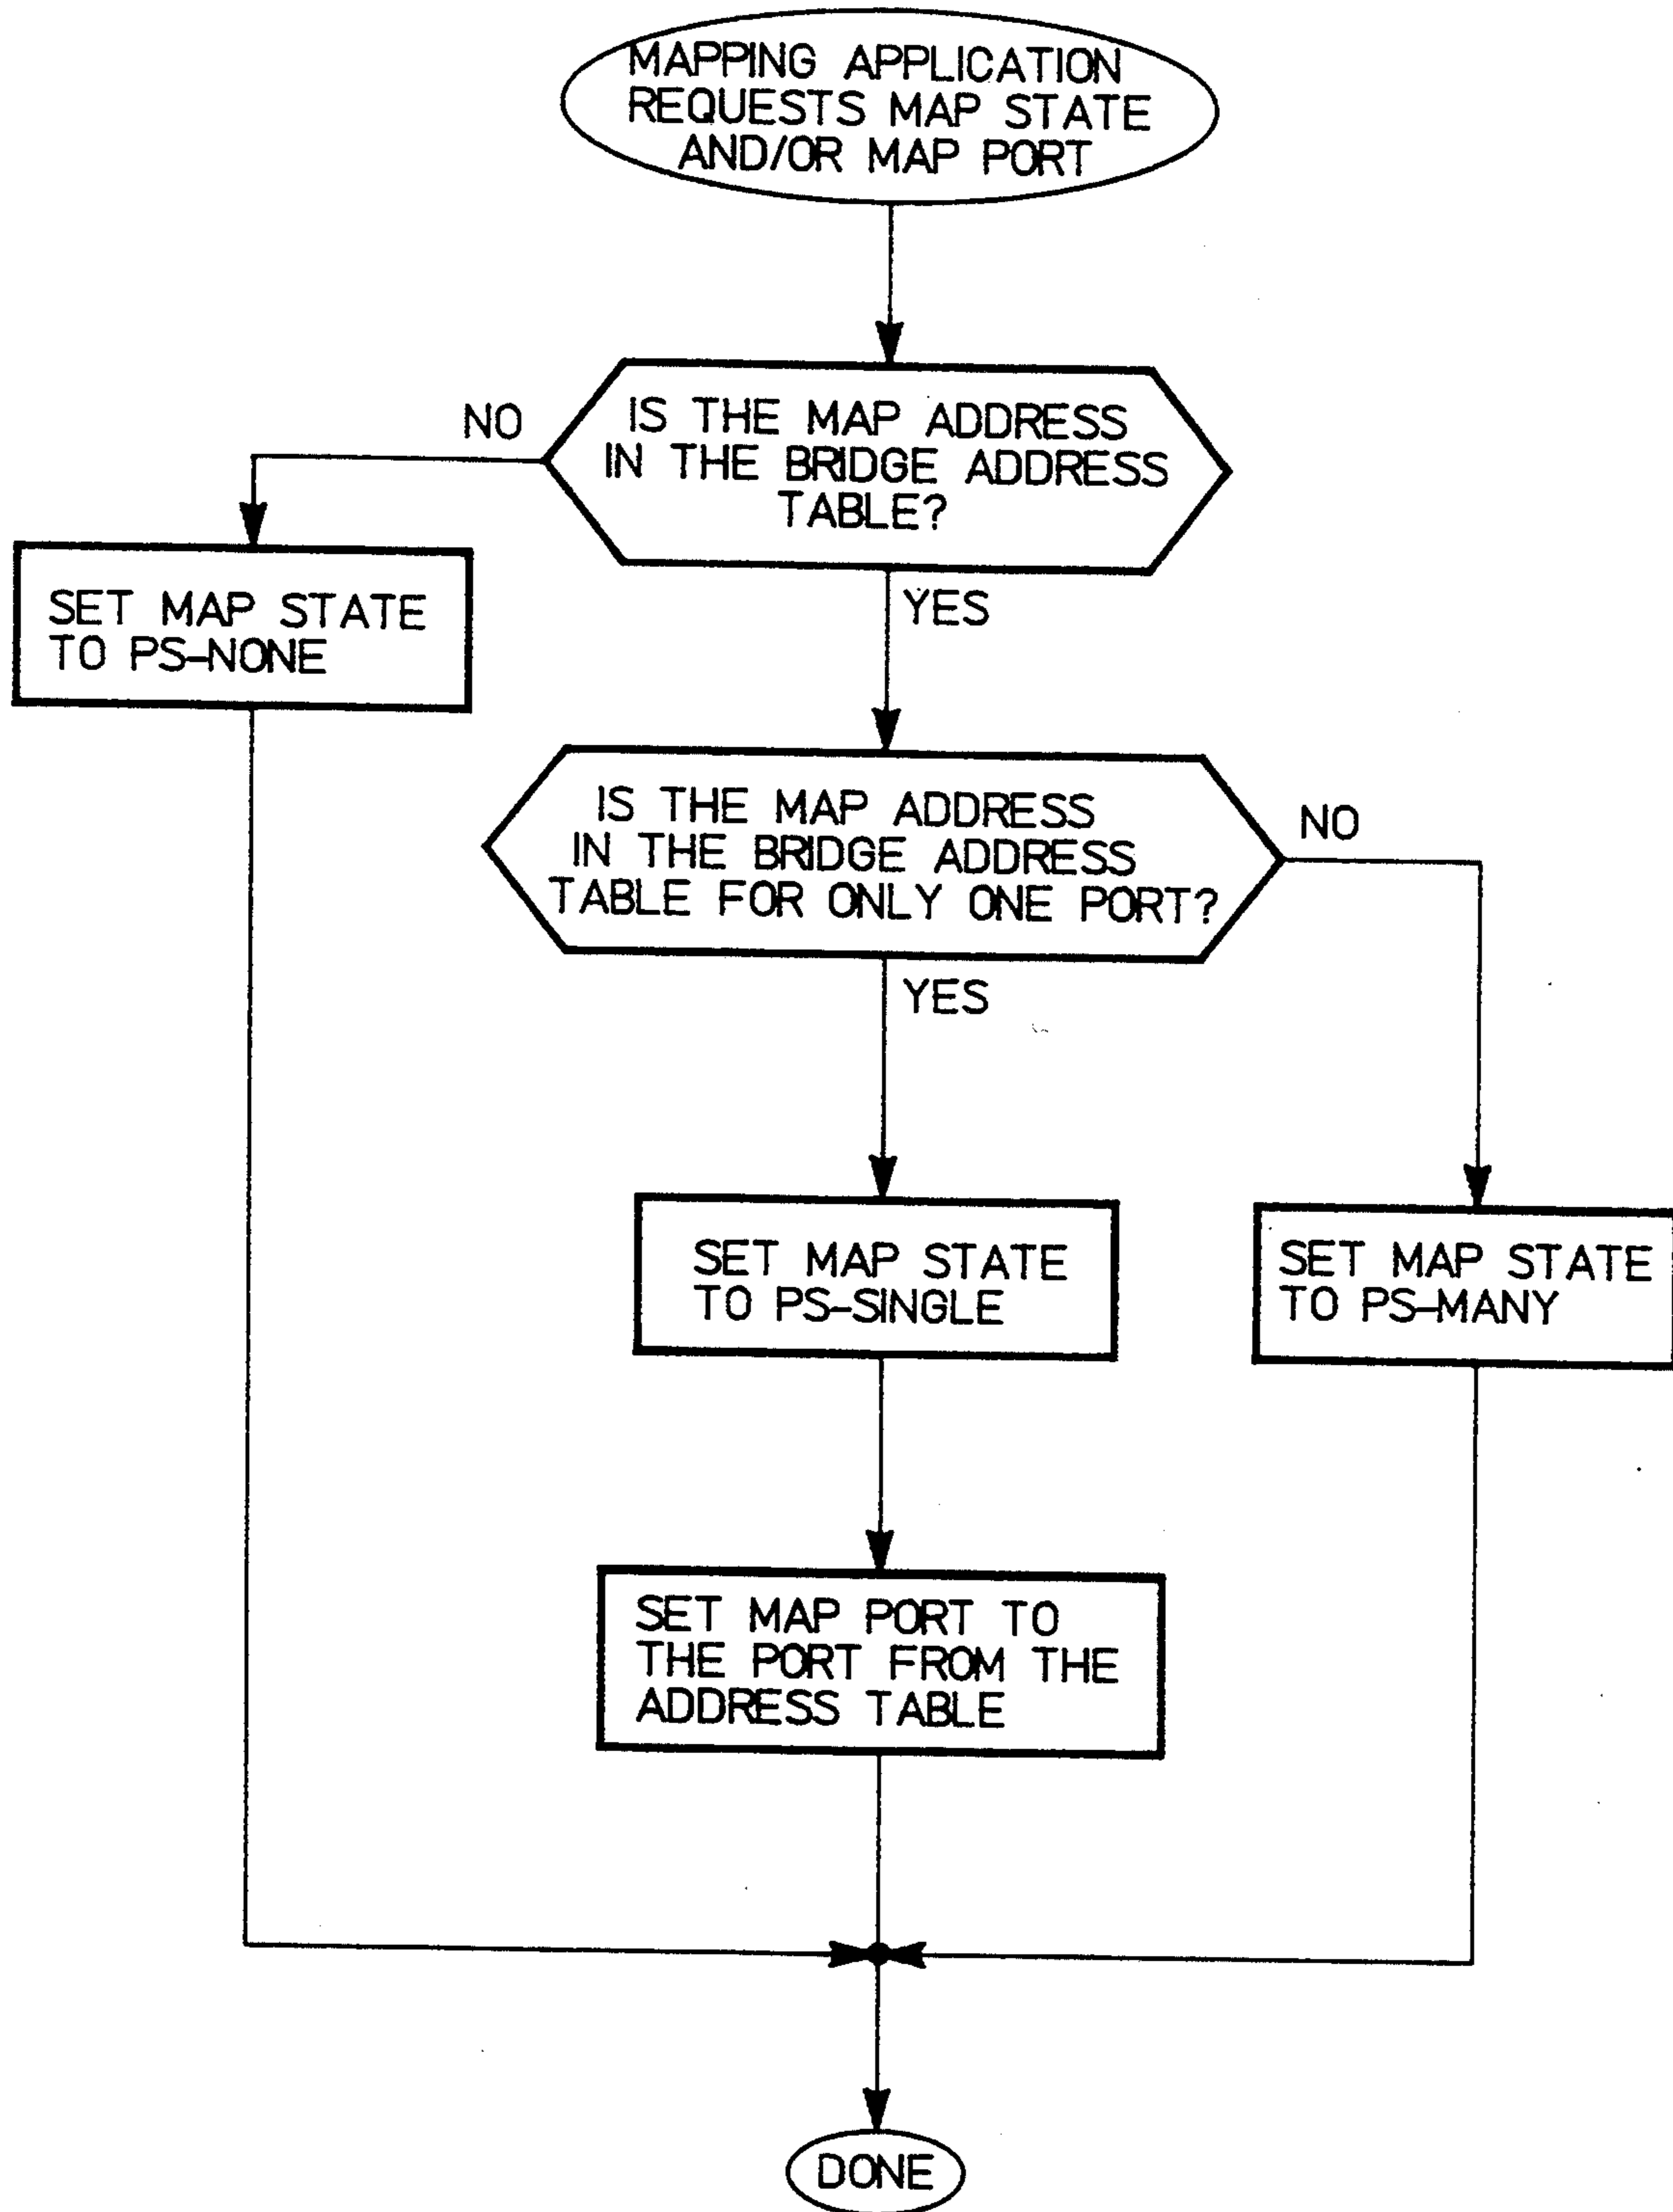 MAPPING APPLICATION
REQUESTS MAP STATE
AND/OR MAP PORT
IS THE MAP ADDRESS
IN THE BRIDGE ADDRESS
TABLE?
NO
YES
SET MAP STATE
TO PS-NONE
IS THE MAP ADDRESS
IN THE BRIDGE ADDRESS
TABLE FOR ONLY ONE PORT?
NO
YES
SET MAP STATE
TO PS-SINGLE
SET MAP STATE
TO PS-MANY
SET MAP PORT TO
THE PORT FROM THE
ADDRESS TABLE
DONE